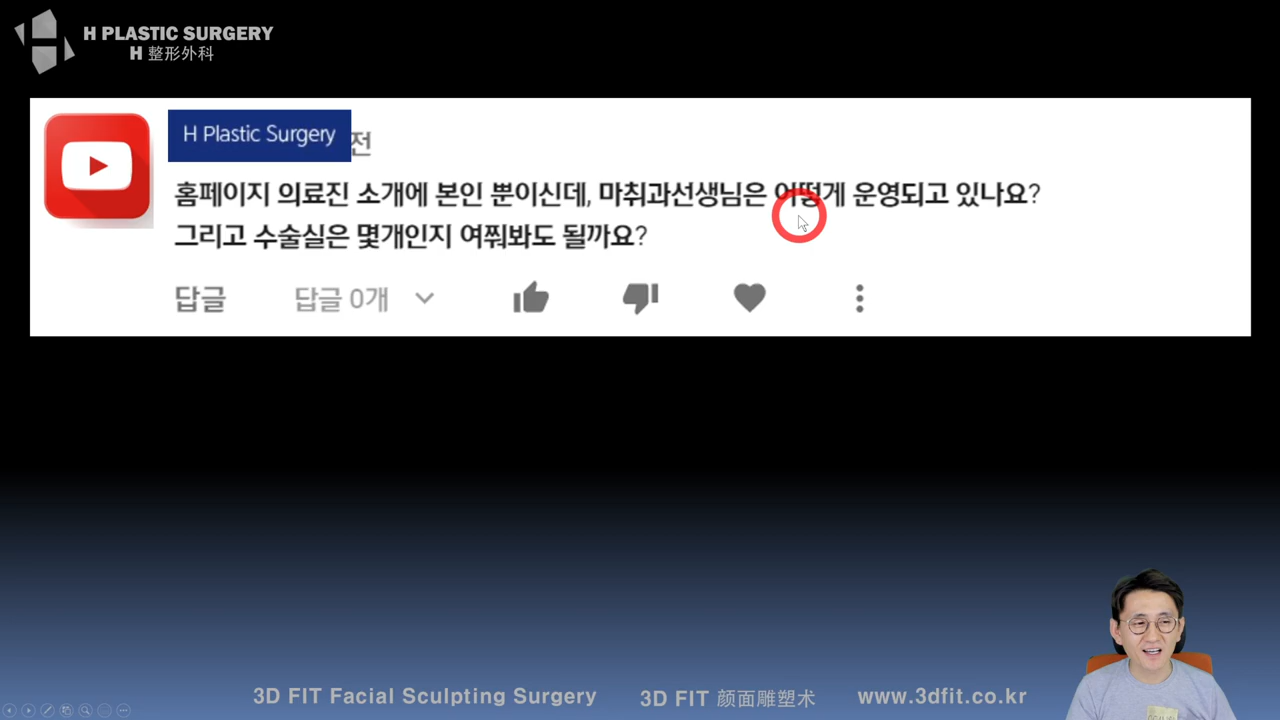 H PLASTIC SURGERY
H 整形外科
H Plastic Surgery
전
홈페이지 의료진 소개에 본인 뿐이신데, 마취과선생님은 어떻게 운영되고 있나요?
그리고 수술실은 몇개인지 여쭤봐도 될까요?
답글 답글 0개
3D FIT Facial Sculpting Surgery 3D FIT 颜面雕塑术 www.3dfit.co.kr